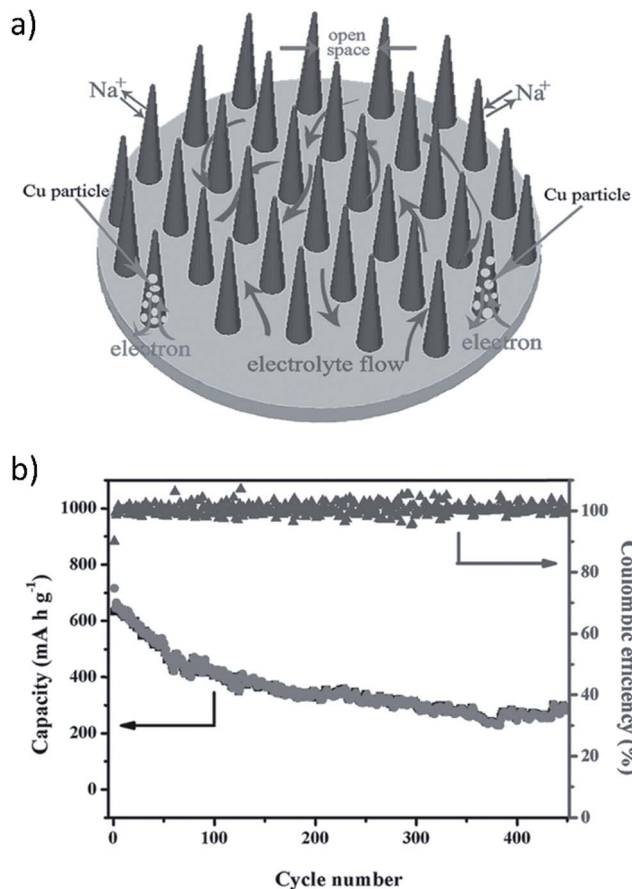 a)
open
space
Na+
Na+
Cu particle
Cu particle
electron
electrolyte flow
electron
b)
1000
800
600
400
200
0
Capacity (mA h g-1)
100
80
60
40
20
0
Coulombic efficiency (%)
0
100
200
300
400
Cycle number